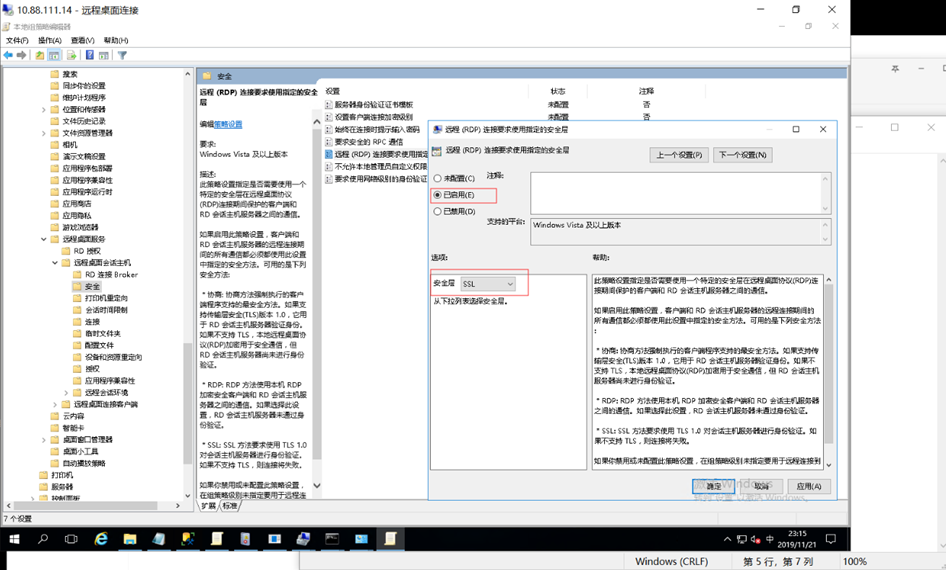 10.88.111.14 - 远程桌面连接
本地组策略编辑器
文件(F) 操作(A) 查看(V) 帮助(H)
搜索
同步你的设置
维护计划程序
位置和传感器
文件历史记录
文件资源管理器
相机
演示文稿设置
应用程序包部署
应用程序兼容性
应用程序运行时
应用商店
应用隐私
游戏浏览器
远程桌面服务
RD 授权
远程桌面会话主机
RD 连接 Broker
安全
打印机重定向
会话时间限制
连接
临时文件夹
配置文件
设备和资源重定向
授权
应用程序兼容性
远程会话环境
远程桌面连接客户端
云内容
智能卡
桌面窗口管理器
桌面小工具
自动播放策略
打印机
服务器
控制面板
7 个设置
安全
远程 (RDP) 连接要求使用指定的安全层
编辑策略设置
要求:
Windows Vista 及以上版本
描述:
此策略设置指定是否需要使用一个
特定的安全层在远程桌面协议
(RDP)连接期间保护的客户端和
RD 会话主机服务器之间的通信。
如果启用此策略设置，客户端和
RD 会话主机服务器的远程连接期
间的所有通信都必须都使用此设置
中指定的安全方法。可用的是下列
安全方法:
* 协商: 协商方法强制执行的客户
端程序支持的最安全方法。如果支
持传输层安全(TLS)版本 1.0，它用
于 RD 会话主机服务器验证身份。
如果不支持 TLS，本地远程桌面协
议(RDP)加密用于安全通信，但
RD 会话主机服务器尚未进行身份
验证。
* RDP: RDP 方法使用本机 RDP
加密安全客户端和 RD 会话主机服
务器之间的通信。如果选择此设
置，RD 会话主机服务器未通过身
份验证。
* SSL: SSL 方法要求使用 TLS 1.0
对会话主机服务器进行身份验证。
如果不支持 TLS，则连接将失败。
如果你禁用或未配置此策略设置，
在组策略级别未指定要用于远程连
扩展 标准
设置 状态 注释
服务器身份验证证书模板 未配置 否
设置客户端连接加密级别 未配置 否
始终在连接时提示输入密码
要求安全的 RPC 通信
远程 (RDP) 连接要求使用指定
不允许本地管理员自定义权限
要求使用网络级别的身份验证
远程 (RDP) 连接要求使用指定的安全层
远程 (RDP) 连接要求使用指定的安全层
上一个设置(P) 下一个设置(N)
未配置(C) 注释:
已启用(E)
已禁用(D)
支持的平台: Windows Vista 及以上版本
选项: 帮助:
安全层 SSL
从下拉列表选择安全层。
此策略设置指定是否需要使用一个特定的安全层在远程桌面协议(RDP)连
接期间保护的客户端和 RD 会话主机服务器之间的通信。
如果启用此策略设置，客户端和 RD 会话主机服务器的远程连接期间的
所有通信都必须都使用此设置中指定的安全方法。可用的是下列安全方法
:
* 协商: 协商方法强制执行的客户端程序支持的最安全方法。如果支持传
输层安全(TLS)版本 1.0，它用于 RD 会话主机服务器验证身份。如果不
支持 TLS，本地远程桌面协议(RDP)加密用于安全通信，但 RD 会话主机
服务器尚未进行身份验证。
* RDP: RDP 方法使用本机 RDP 加密安全客户端和 RD 会话主机服务器
之间的通信。如果选择此设置，RD 会话主机服务器未通过身份验证。
* SSL: SSL 方法要求使用 TLS 1.0 对会话主机服务器进行身份验证。如
果不支持 TLS，则连接将失败。
如果你禁用或未配置此策略设置，在组策略级别未指定要用于远程连接到
确定 取消 应用(A)
中
23:15
2019/11/21
Windows (CRLF) 第 5 行，第 7 列 100%